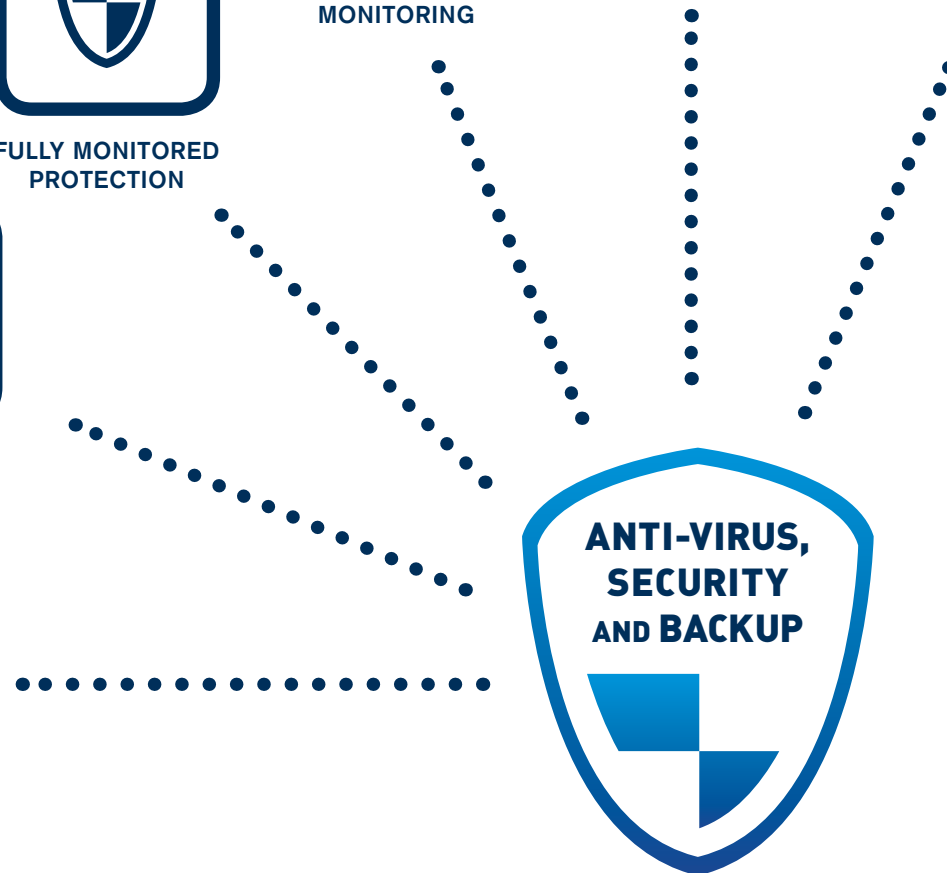 MONITORING
FULLY MONITORED
PROTECTION
ANTI-VIRUS,
SECURITY
AND BACKUP